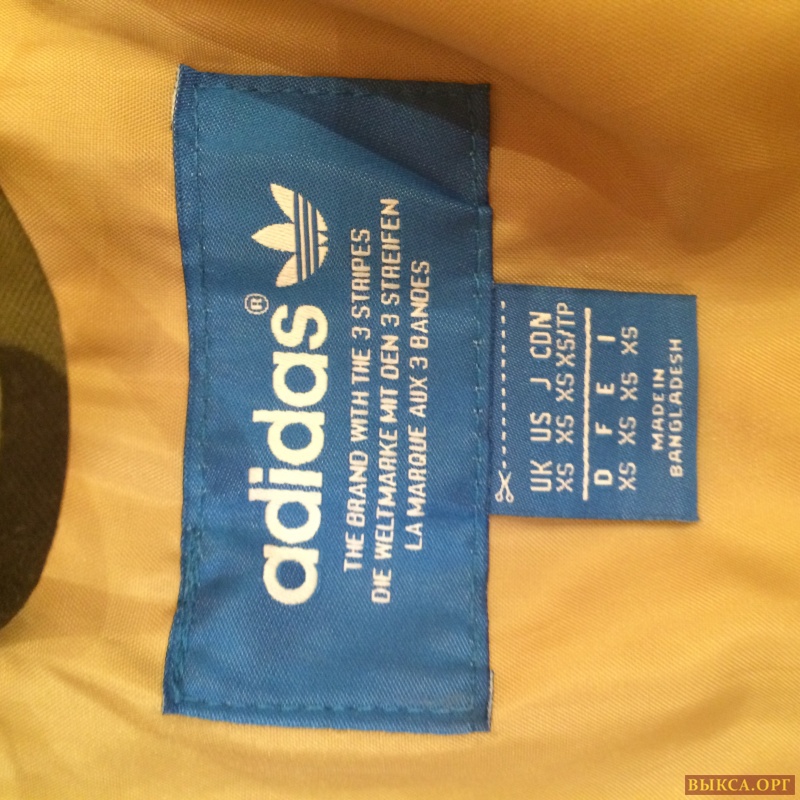 adidas®
THE BRAND WITH THE 3 STRIPES
DIE WELTMARKE MIT DEN 3 STREIFEN
LA MARQUE AUX 3 BANDES
UK US J CDN
XS XS XS XS/TP
D F E I
XS XS XS XS
MADE IN
BANGLADESH
ВЫКСА.ОРГ